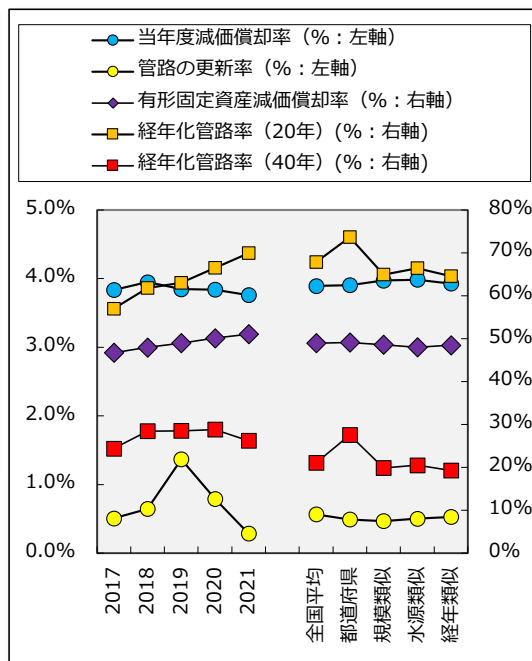 当年度減価償却率（%：左軸）
管路の更新率（%：左軸）
有形固定資産減価償却率（%：右軸）
経年化管路率（20年）(%：右軸)
経年化管路率（40年）(%：右軸)
5.0%
4.0%
3.0%
2.0%
1.0%
0.0%
80%
70%
60%
50%
40%
30%
20%
10%
0%
2017
2018
2019
2020
2021
全国平均
都道府県
規模類似
水源類似
経年類似